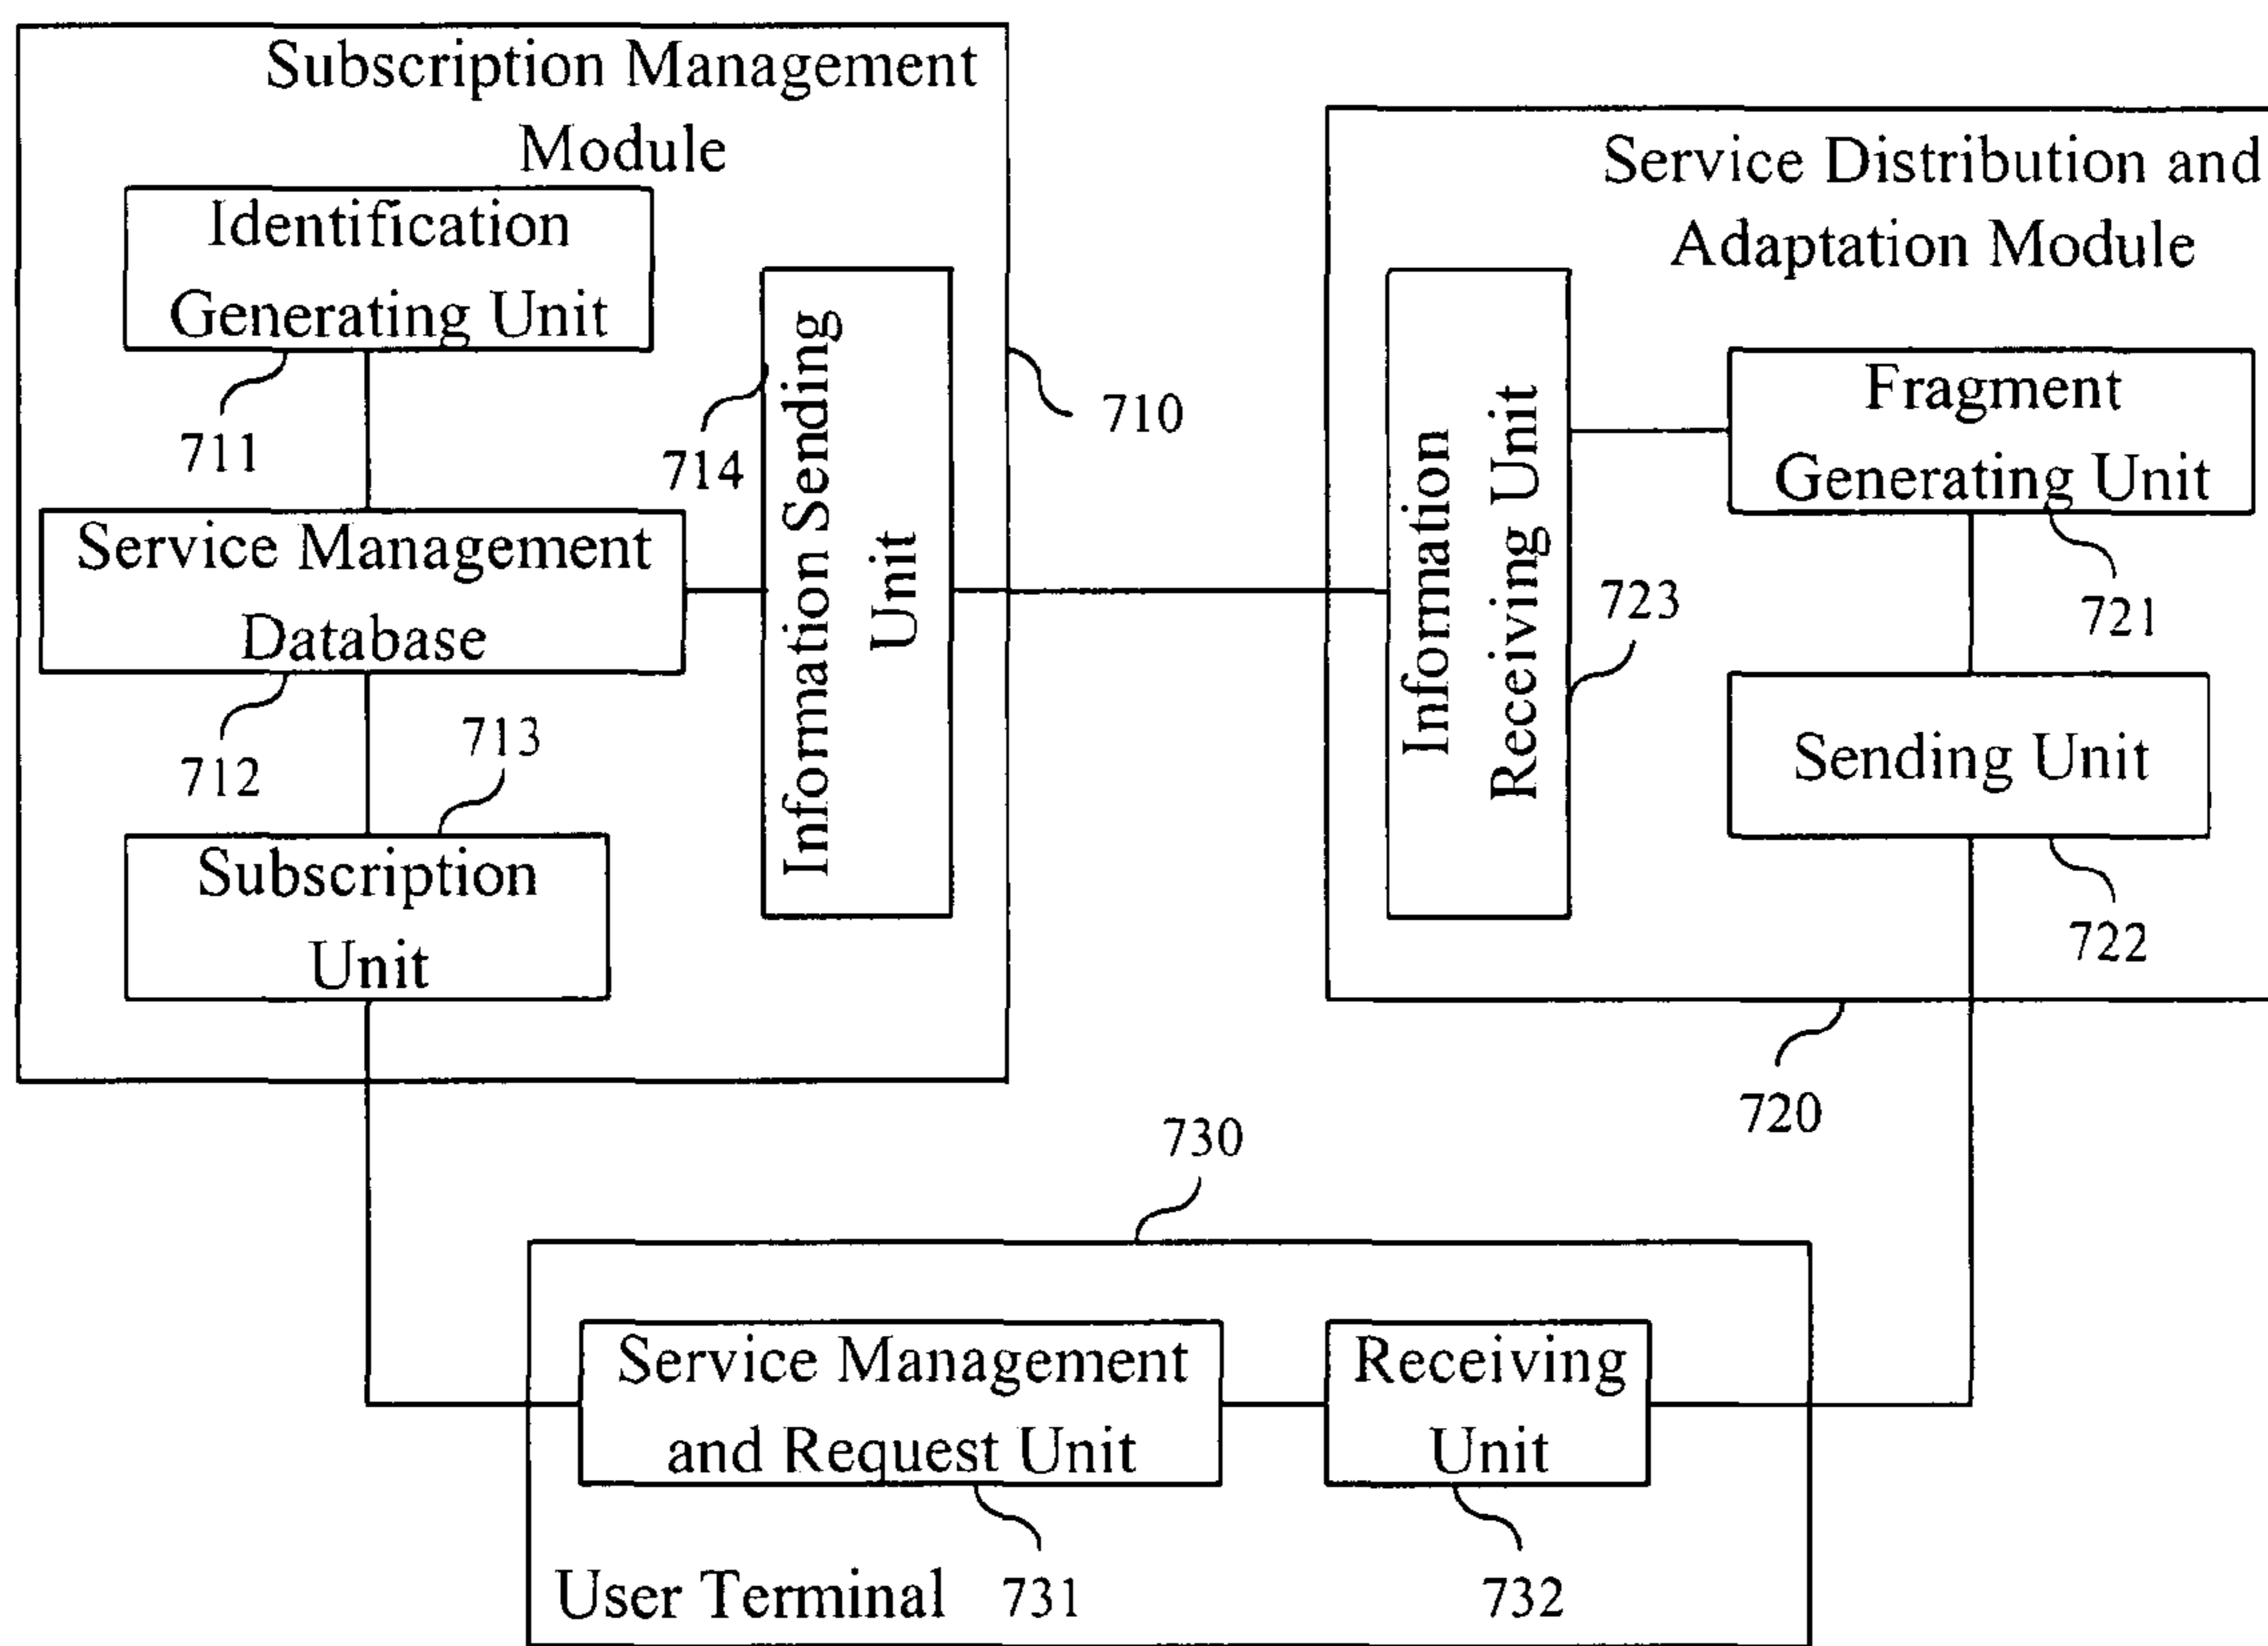 Subscription Management
Module
Identification
Generating Unit
711
714
Information Sending
Unit
710
Service Management
Database
712
713
Subscription
Unit
Service Distribution and
Adaptation Module
Information
Receiving Unit
723
Fragment
Generating Unit
721
Sending Unit
722
720
730
Service Management
and Request Unit
731
Receiving
Unit
732
User Terminal